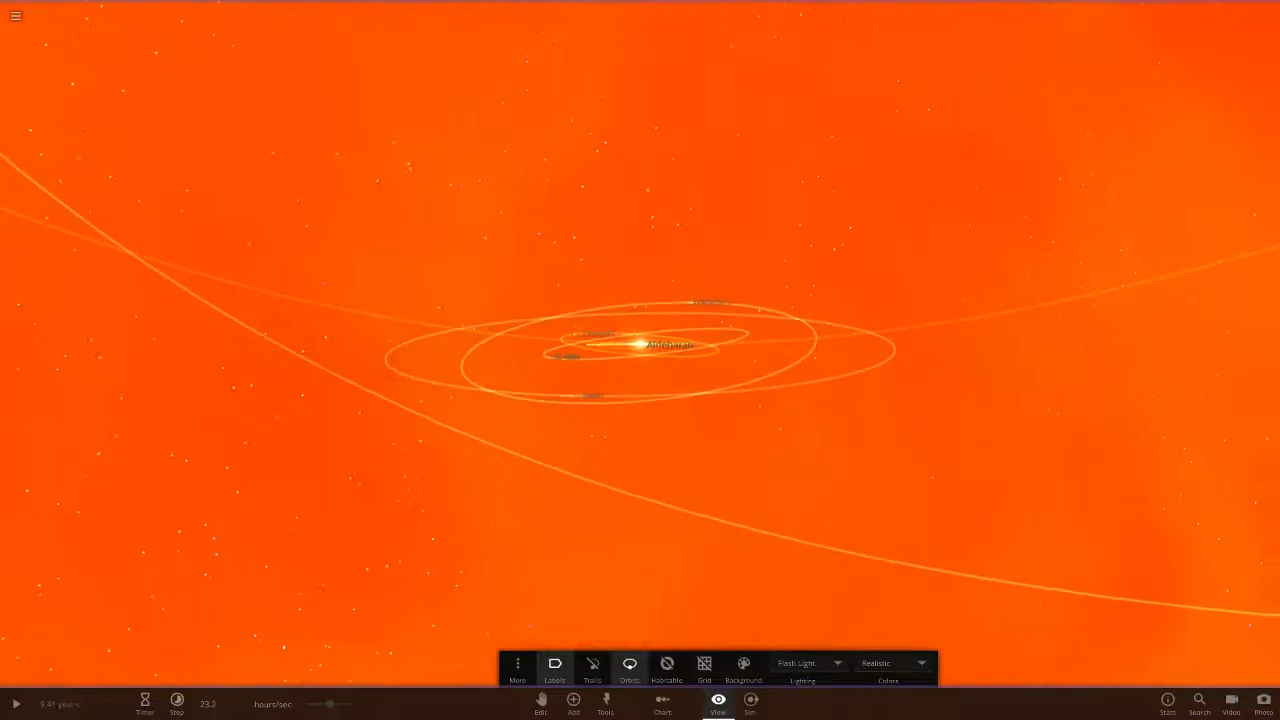 Aldebaran
Flash Light
Realistic
More
Labels
Trails
Orbits
Habitable
Grid
Background
Lighting
Colors
9.41 years
Timer
Step
23.2
hours/sec
Edit
Add
Tools
Chart
View
Sim
Stats
Search
Video
Photo